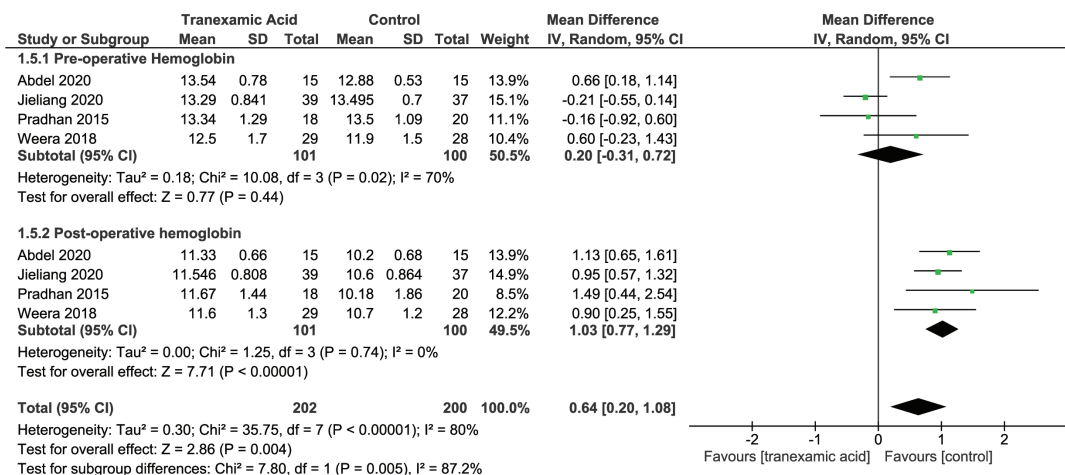 Tranexamic Acid Control Mean Difference Mean Difference
Study or Subgroup Mean SD Total Mean SD Total Weight IV, Random, 95% CI IV, Random, 95% CI
1.5.1 Pre-operative Hemoglobin
Abdel 2020 13.54 0.78 15 12.88 0.53 15 13.9% 0.66 [0.18, 1.14]
Jieliang 2020 13.29 0.841 39 13.495 0.7 37 15.1% -0.21 [-0.55, 0.14]
Pradhan 2015 13.34 1.29 18 13.5 1.09 20 11.1% -0.16 [-0.92, 0.60]
Weera 2018 12.5 1.7 29 11.9 1.5 28 10.4% 0.60 [-0.23, 1.43]
Subtotal (95% CI) 101 100 50.5% 0.20 [-0.31, 0.72]
Heterogeneity: Tau² = 0.18; Chi² = 10.08, df = 3 (P = 0.02); I² = 70%
Test for overall effect: Z = 0.77 (P = 0.44)
1.5.2 Post-operative hemoglobin
Abdel 2020 11.33 0.66 15 10.2 0.68 15 13.9% 1.13 [0.65, 1.61]
Jieliang 2020 11.546 0.808 39 10.6 0.864 37 14.9% 0.95 [0.57, 1.32]
Pradhan 2015 11.67 1.44 18 10.18 1.86 20 8.5% 1.49 [0.44, 2.54]
Weera 2018 11.6 1.3 29 10.7 1.2 28 12.2% 0.90 [0.25, 1.55]
Subtotal (95% CI) 101 100 49.5% 1.03 [0.77, 1.29]
Heterogeneity: Tau² = 0.00; Chi² = 1.25, df = 3 (P = 0.74); I² = 0%
Test for overall effect: Z = 7.71 (P < 0.00001)
Total (95% CI) 202 200 100.0% 0.64 [0.20, 1.08]
Heterogeneity: Tau² = 0.30; Chi² = 35.75, df = 7 (P < 0.00001); I² = 80%
Test for overall effect: Z = 2.86 (P = 0.004)
Test for subgroup differences: Chi² = 7.80, df = 1 (P = 0.005), I² = 87.2%
-2 -1 0 1 2
Favours [tranexamic acid] Favours [control]